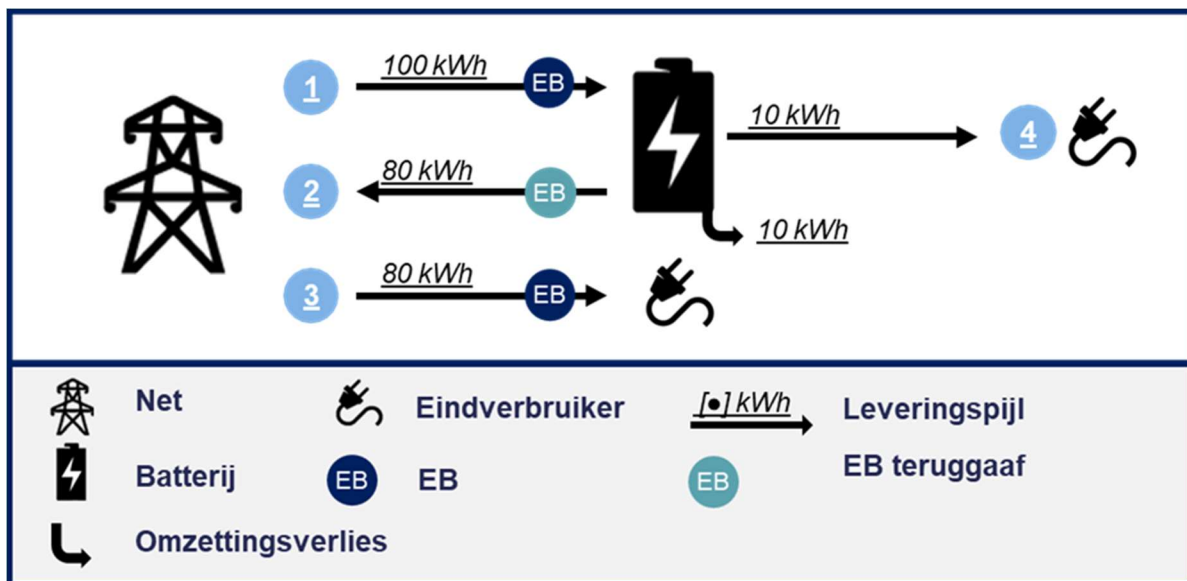 1 100 kWh EB
10 kWh 4
2 80 kWh EB
10 kWh
3 80 kWh EB
Net
Eindverbruiker
[•] kWh Leveringspijl
Batterij
EB EB
EB EB teruggaaf
Omzettingsverlies